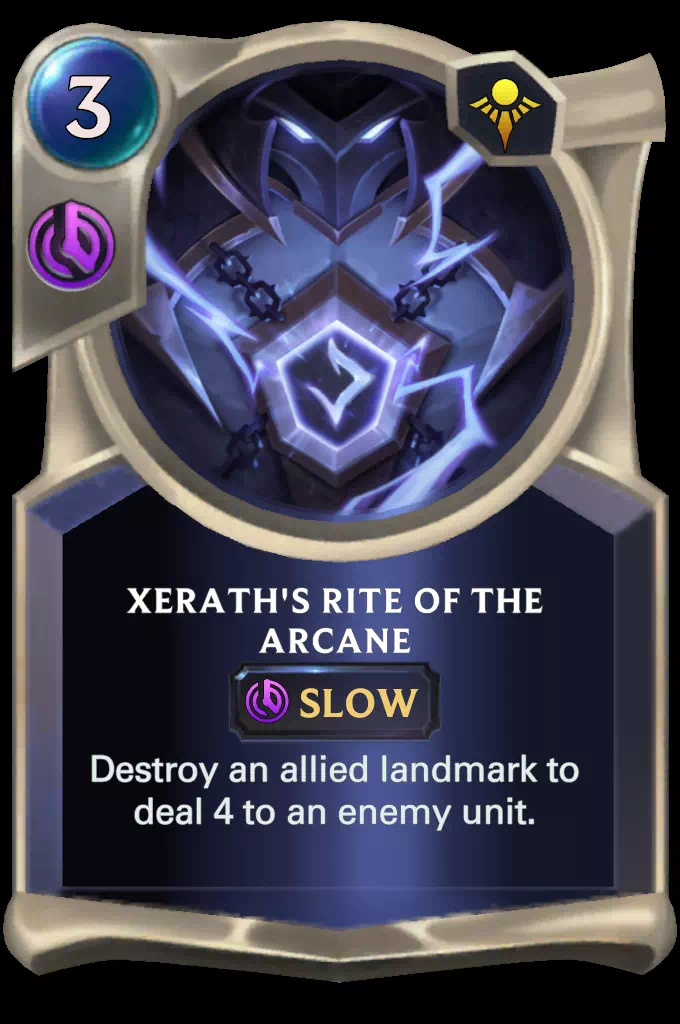 3
XERATH'S RITE OF THE
ARCANE
SLOW
Destroy an allied landmark to
deal 4 to an enemy unit.